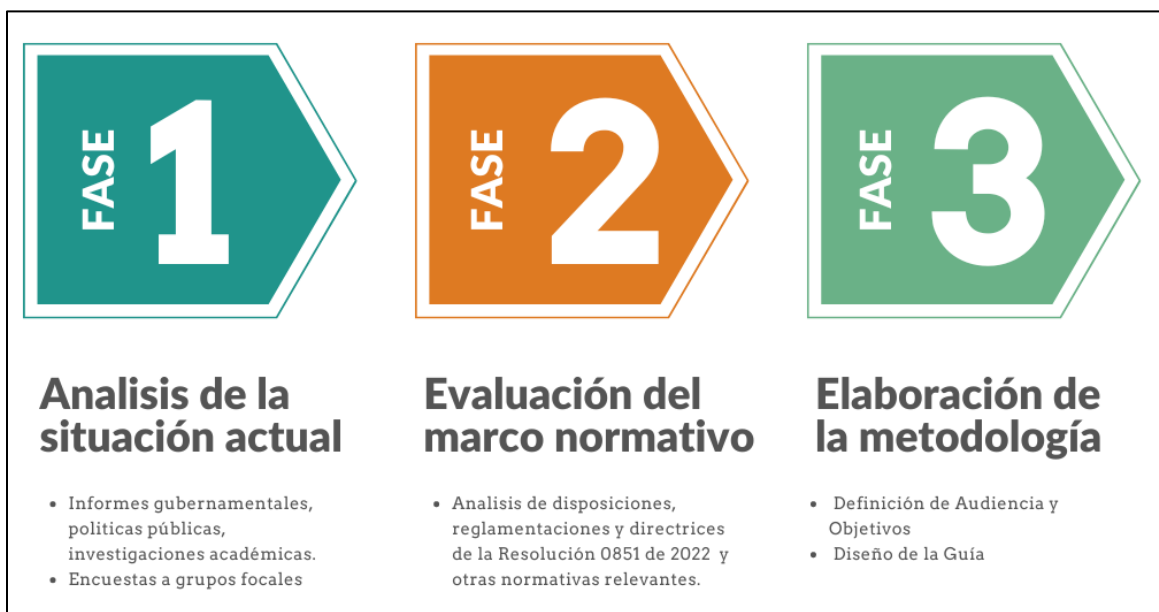 FASE 1
Analisis de la
situación actual
• Informes gubernamentales,
políticas públicas,
investigaciones académicas.
• Encuestas a grupos focales
FASE 2
Evaluación del
marco normativo
• Analisis de disposiciones,
reglamentaciones y directrices
de la Resolución 0851 de 2022 y
otras normativas relevantes.
FASE 3
Elaboración de
la metodología
• Definición de Audiencia y
Objetivos
• Diseño de la Guía